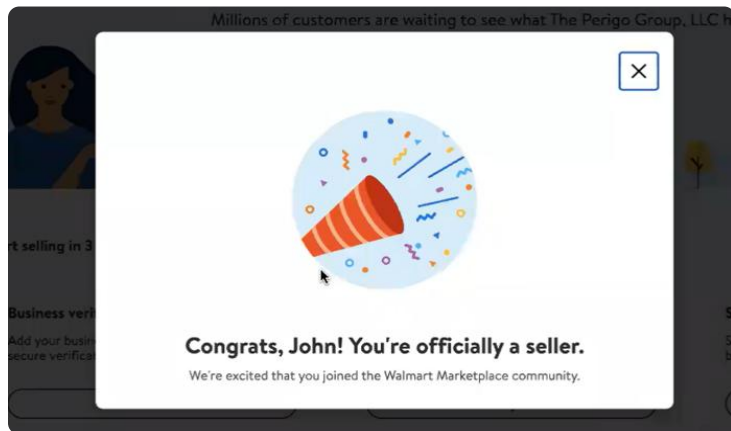 Millions of customers are waiting to see what The Perigo Group, LLC h
rt selling in 3
Business veri
Add your busin
secure verifica
Congrats, John! You're officially a seller.
We're excited that you joined the Walmart Marketplace community.